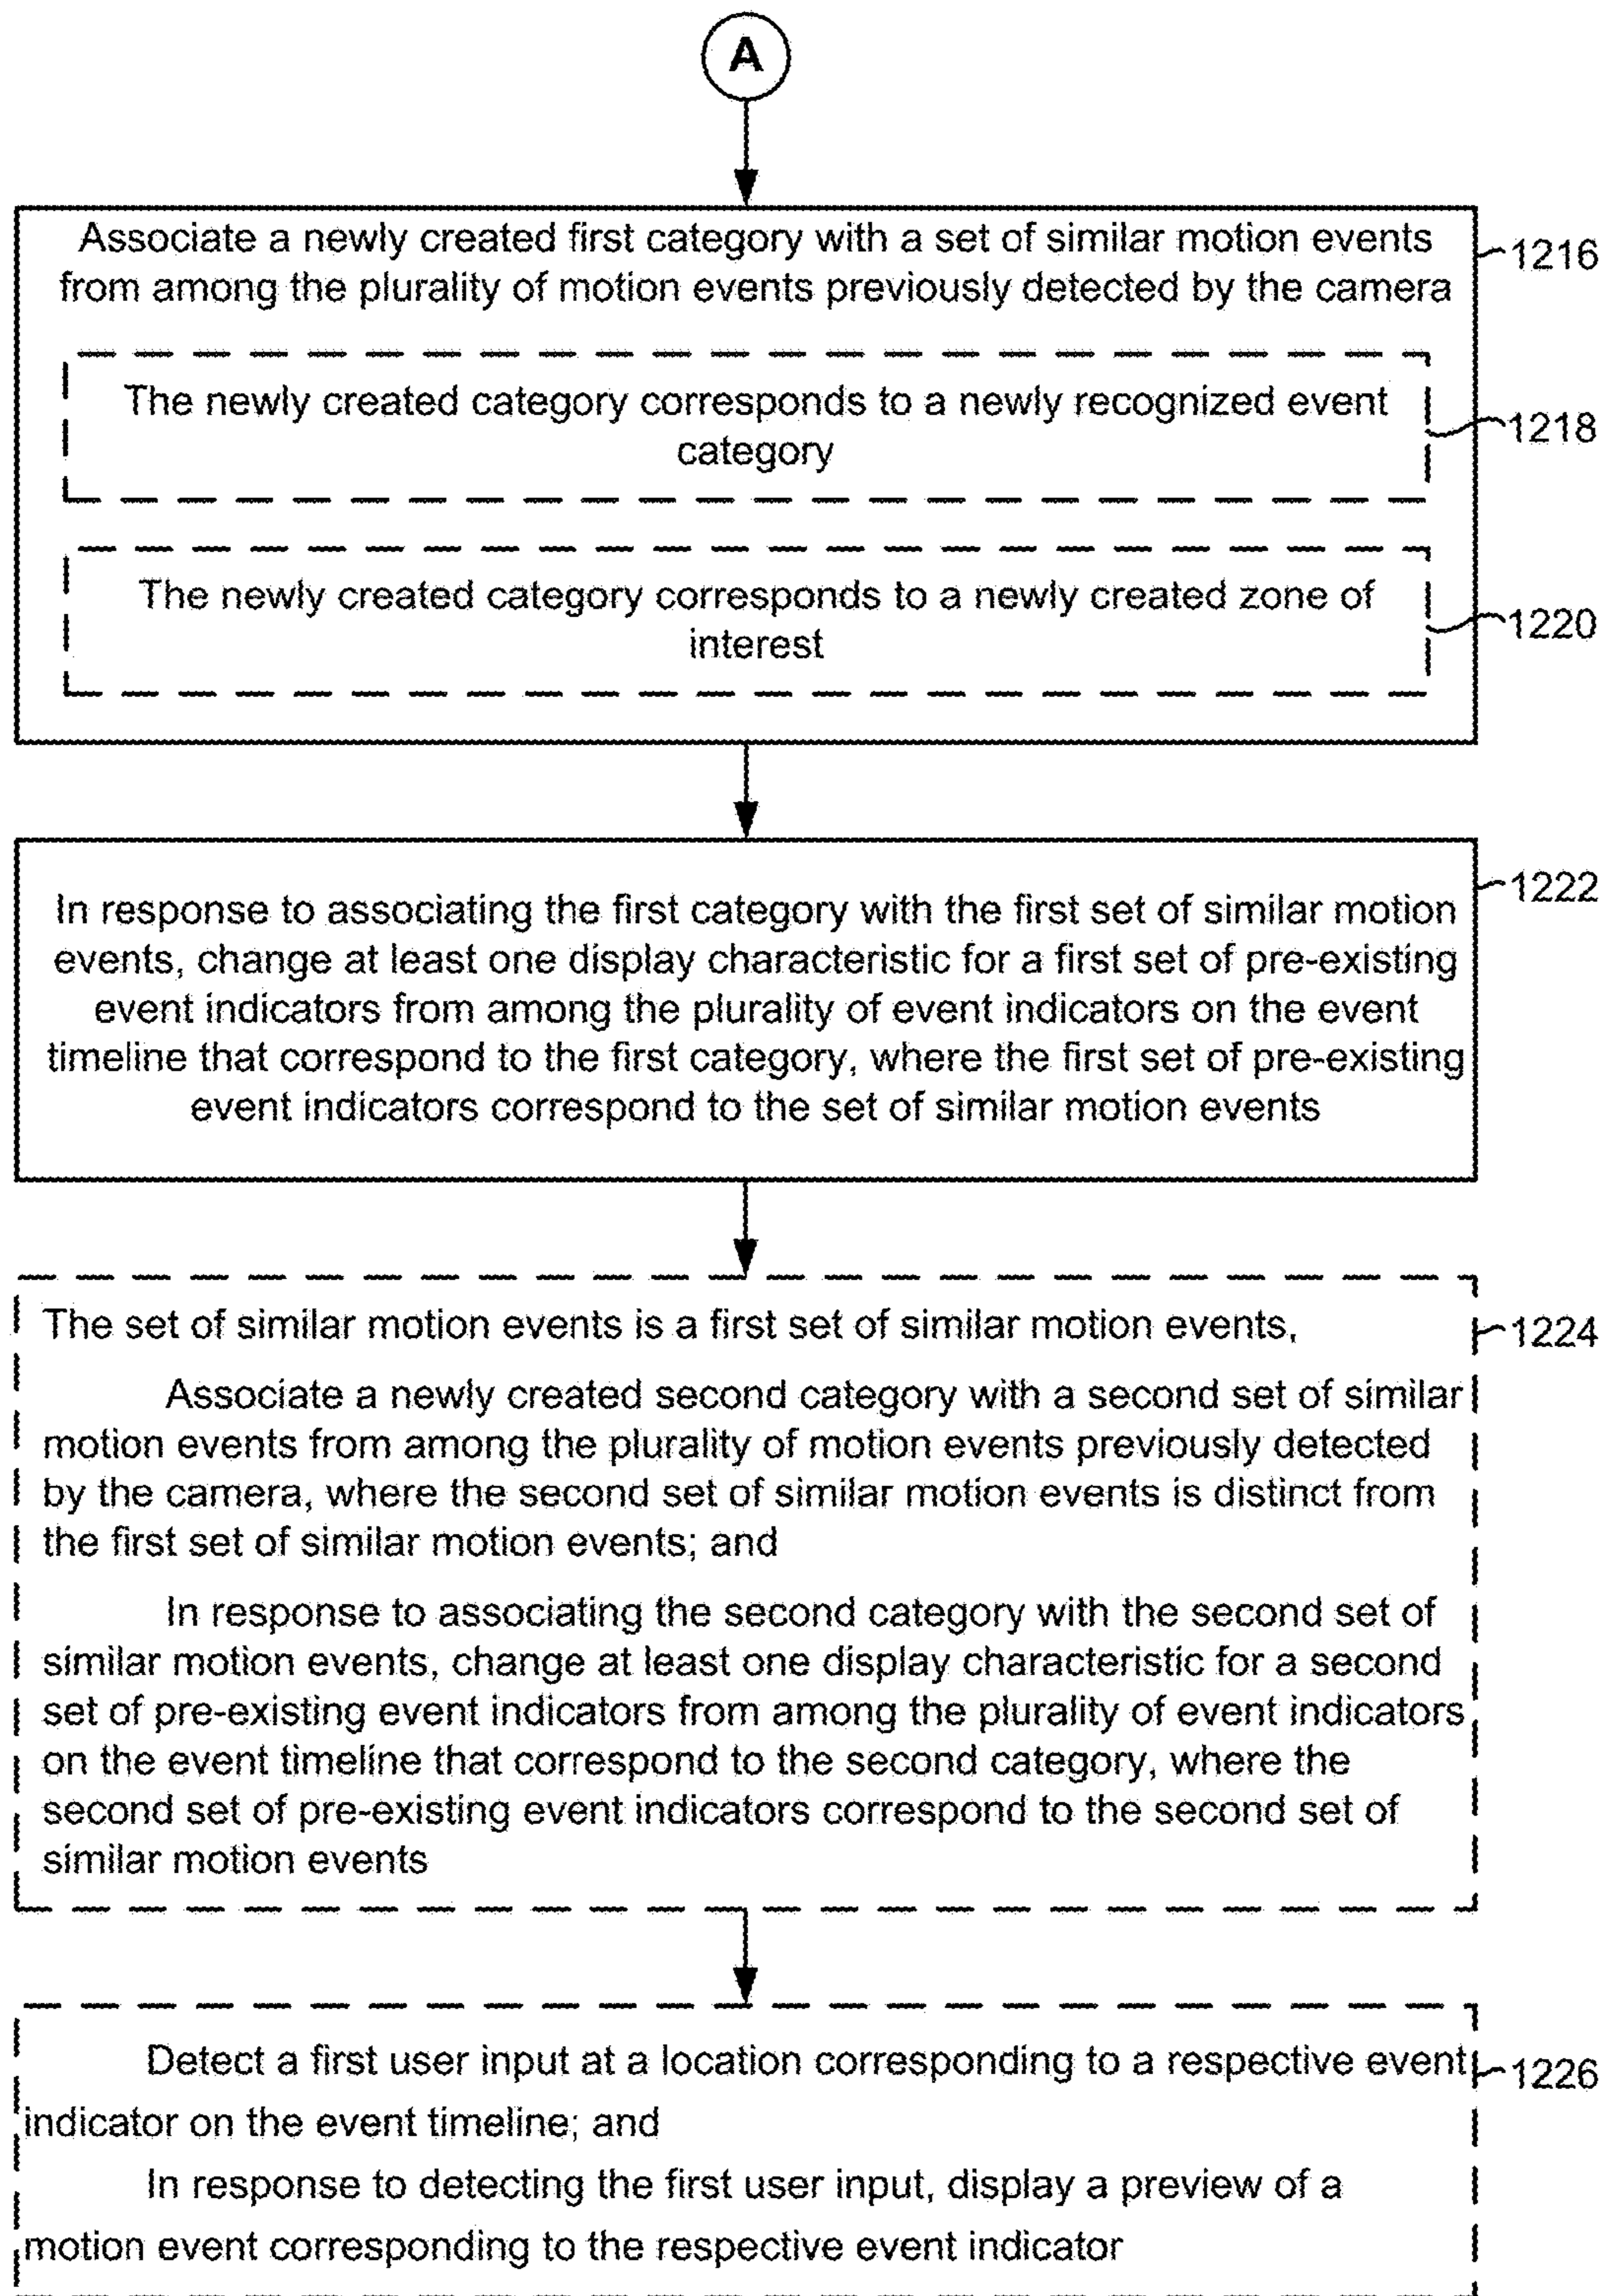 A
Associate a newly created first category with a set of similar motion events
from among the plurality of motion events previously detected by the camera
1216
The newly created category corresponds to a newly recognized event
category
1218
The newly created category corresponds to a newly created zone of
interest
1220
In response to associating the first category with the first set of similar motion
events, change at least one display characteristic for a first set of pre-existing
event indicators from among the plurality of event indicators on the event
timeline that correspond to the first category, where the first set of pre-existing
event indicators correspond to the set of similar motion events
1222
The set of similar motion events is a first set of similar motion events,
Associate a newly created second category with a second set of similar
motion events from among the plurality of motion events previously detected
by the camera, where the second set of similar motion events is distinct from
the first set of similar motion events; and
In response to associating the second category with the second set of
similar motion events, change at least one display characteristic for a second
set of pre-existing event indicators from among the plurality of event indicators
on the event timeline that correspond to the second category, where the
second set of pre-existing event indicators correspond to the second set of
similar motion events
1224
Detect a first user input at a location corresponding to a respective event
indicator on the event timeline; and
In response to detecting the first user input, display a preview of a
motion event corresponding to the respective event indicator
1226